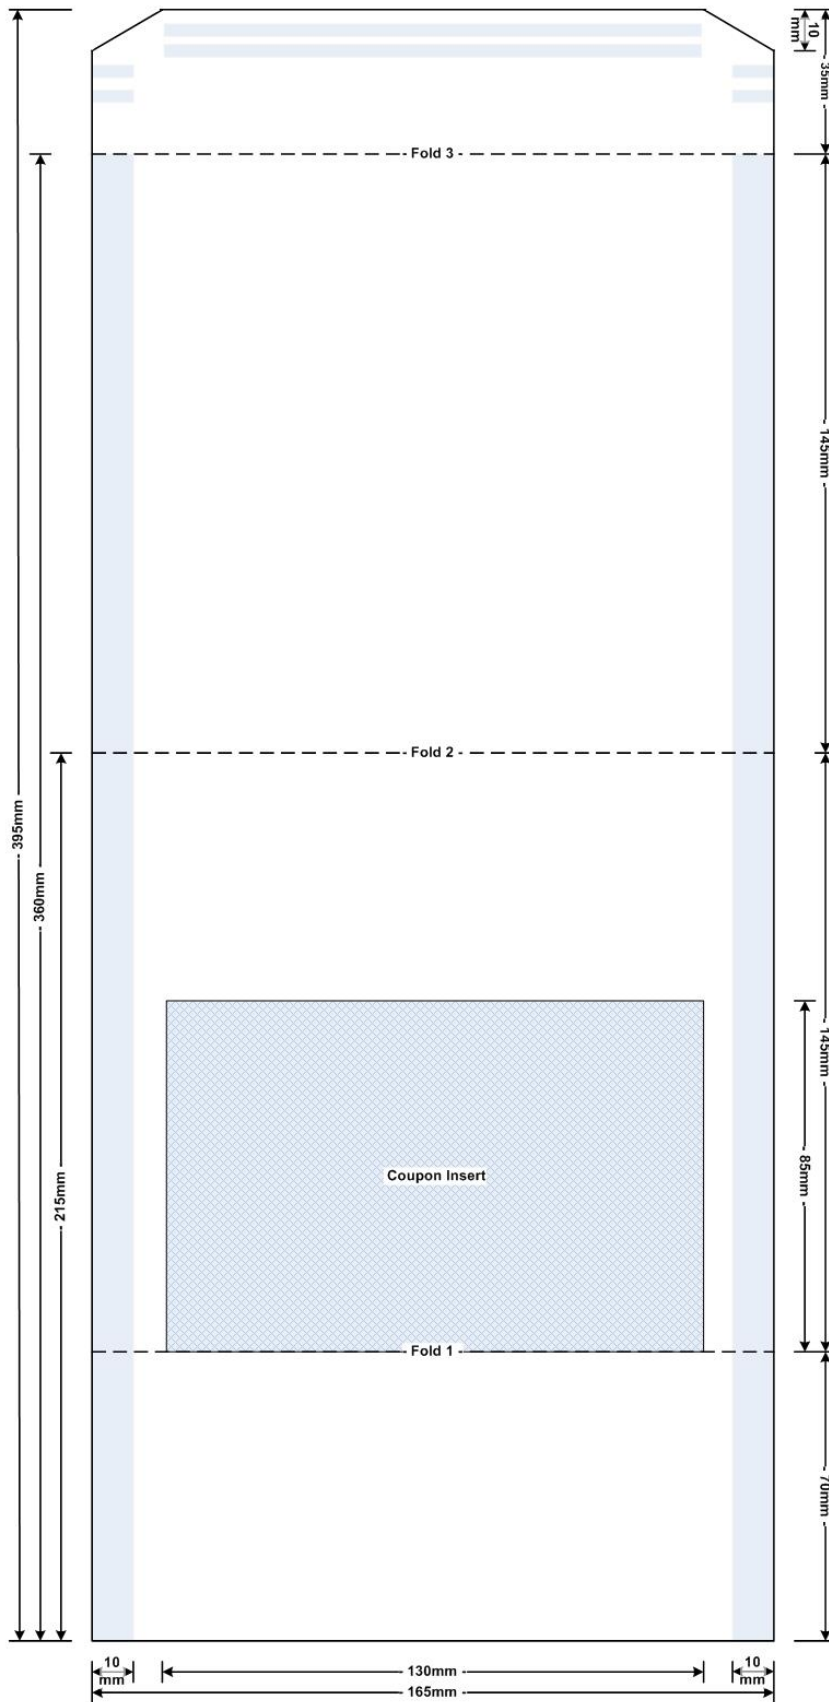 10
mm
- 35mm -
- Fold 3 -
- 145mm -
- Fold 2 -
- 395mm -
- 360mm -
- 145mm -
- 85mm -
Coupon Insert
- 215mm -
- Fold 1 -
- 70mm -
10
mm
- 130mm -
10
mm
- 165mm -